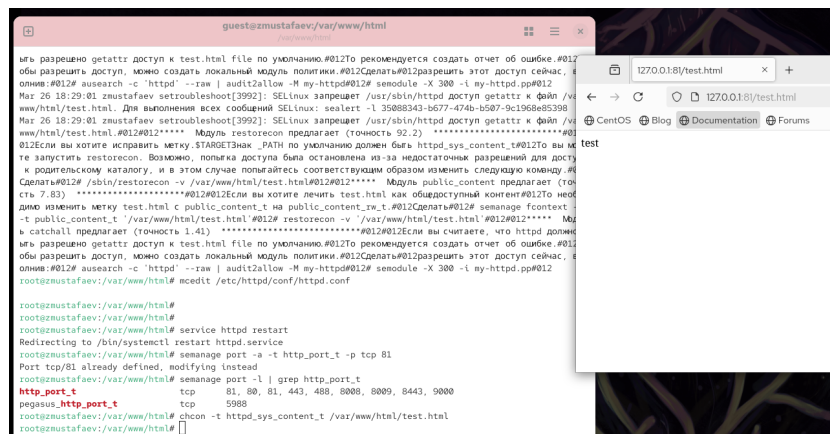 guest@zmustafaev:/var/www/html
/var/www/html
ыть разрешено getattr доступ к test.html file по умолчанию.#012То рекомендуется создать отчет об ошибке.#012
обы разрешить доступ, можно создать локальный модуль политики.#012Сделать#012разрешить этот доступ сейчас, в
олнив:#012# ausearch -c 'httpd' --raw | audit2allow -M my-httpd#012# semodule -X 300 -i my-httpd.pp#012
Mar 26 18:29:01 zmustafaev setroubleshoot[3992]: SELinux запрещает /usr/sbin/httpd доступ getattr к файл /va
www/html/test.html. Для выполнения всех сообщений SELinux: sealert -l 35088343-b677-474b-b507-9c1968e85398
Mar 26 18:29:01 zmustafaev setroubleshoot[3992]: SELinux запрещает /usr/sbin/httpd доступ getattr к файл /va
www/html/test.html.#012#012***** Модуль restorecon предлагает (точность 92.2) *************************#01
012Если вы хотите исправить метку.$TARGETЗнак _PATH по умолчанию должен быть httpd_sys_content_t#012То вы мо
те запустить restorecon. Возможно, попытка доступа была остановлена из-за недостаточных разрешений для досту
к родительскому каталогу, и в этом случае попытайтесь соответствующим образом изменить следующую команду.#0
Сделать#012# /sbin/restorecon -v /var/www/html/test.html#012#012***** Модуль public_content предлагает (точ
сть 7.83) *********************#012#012Если вы хотите лечить test.html как общедоступный контент#012То необ
димо изменить метку test.html с public_content_t на public_content_rw_t.#012Сделать#012# semanage fcontext -
-t public_content_t '/var/www/html/test.html'#012# restorecon -v '/var/www/html/test.html'#012#012***** Мод
ь catchall предлагает (точность 1.41) ***************************#012#012Если вы считаете, что httpd должно
ыть разрешено getattr доступ к test.html file по умолчанию.#012То рекомендуется создать отчет об ошибке.#012
обы разрешить доступ, можно создать локальный модуль политики.#012Сделать#012разрешить этот доступ сейчас, в
олнив:#012# ausearch -c 'httpd' --raw | audit2allow -M my-httpd#012# semodule -X 300 -i my-httpd.pp#012
root@zmustafaev:/var/www/html# mcedit /etc/httpd/conf/httpd.conf
root@zmustafaev:/var/www/html#
root@zmustafaev:/var/www/html#
root@zmustafaev:/var/www/html# service httpd restart
Redirecting to /bin/systemctl restart httpd.service
root@zmustafaev:/var/www/html# semanage port -a -t http_port_t -p tcp 81
Port tcp/81 already defined, modifying instead
root@zmustafaev:/var/www/html# semanage port -l | grep http_port_t
http_port_t tcp 81, 80, 81, 443, 488, 8008, 8009, 8443, 9000
pegasus_http_port_t tcp 5988
root@zmustafaev:/var/www/html# chcon -t httpd_sys_content_t /var/www/html/test.html
root@zmustafaev:/var/www/html#
127.0.0.1:81/test.html
127.0.0.1:81/test.html
CentOS Blog Documentation Forums
test